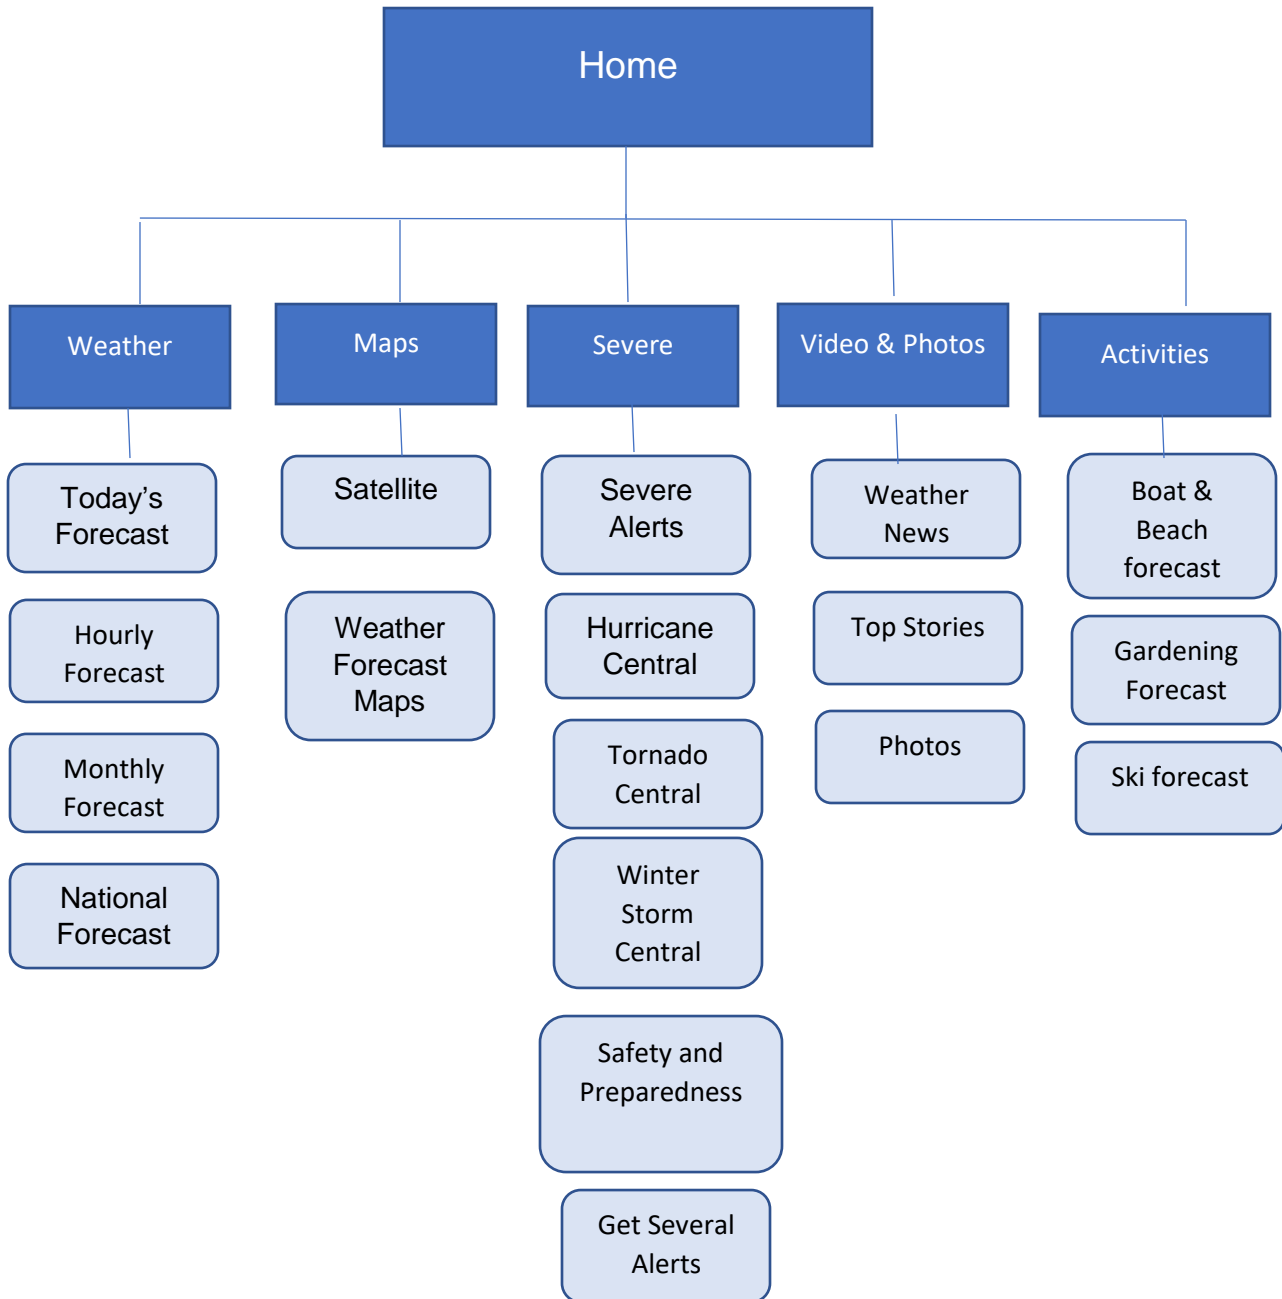 Home
Weather
Maps
Severe
Video & Photos
Activities
Today’s
Forecast
Hourly
Forecast
Monthly
Forecast
National
Forecast
Satellite
Weather
Forecast
Maps
Severe
Alerts
Hurricane
Central
Tornado
Central
Winter
Storm
Central
Safety and
Preparedness
Get Several
Alerts
Weather
News
Top Stories
Photos
Boat &
Beach
forecast
Gardening
Forecast
Ski forecast